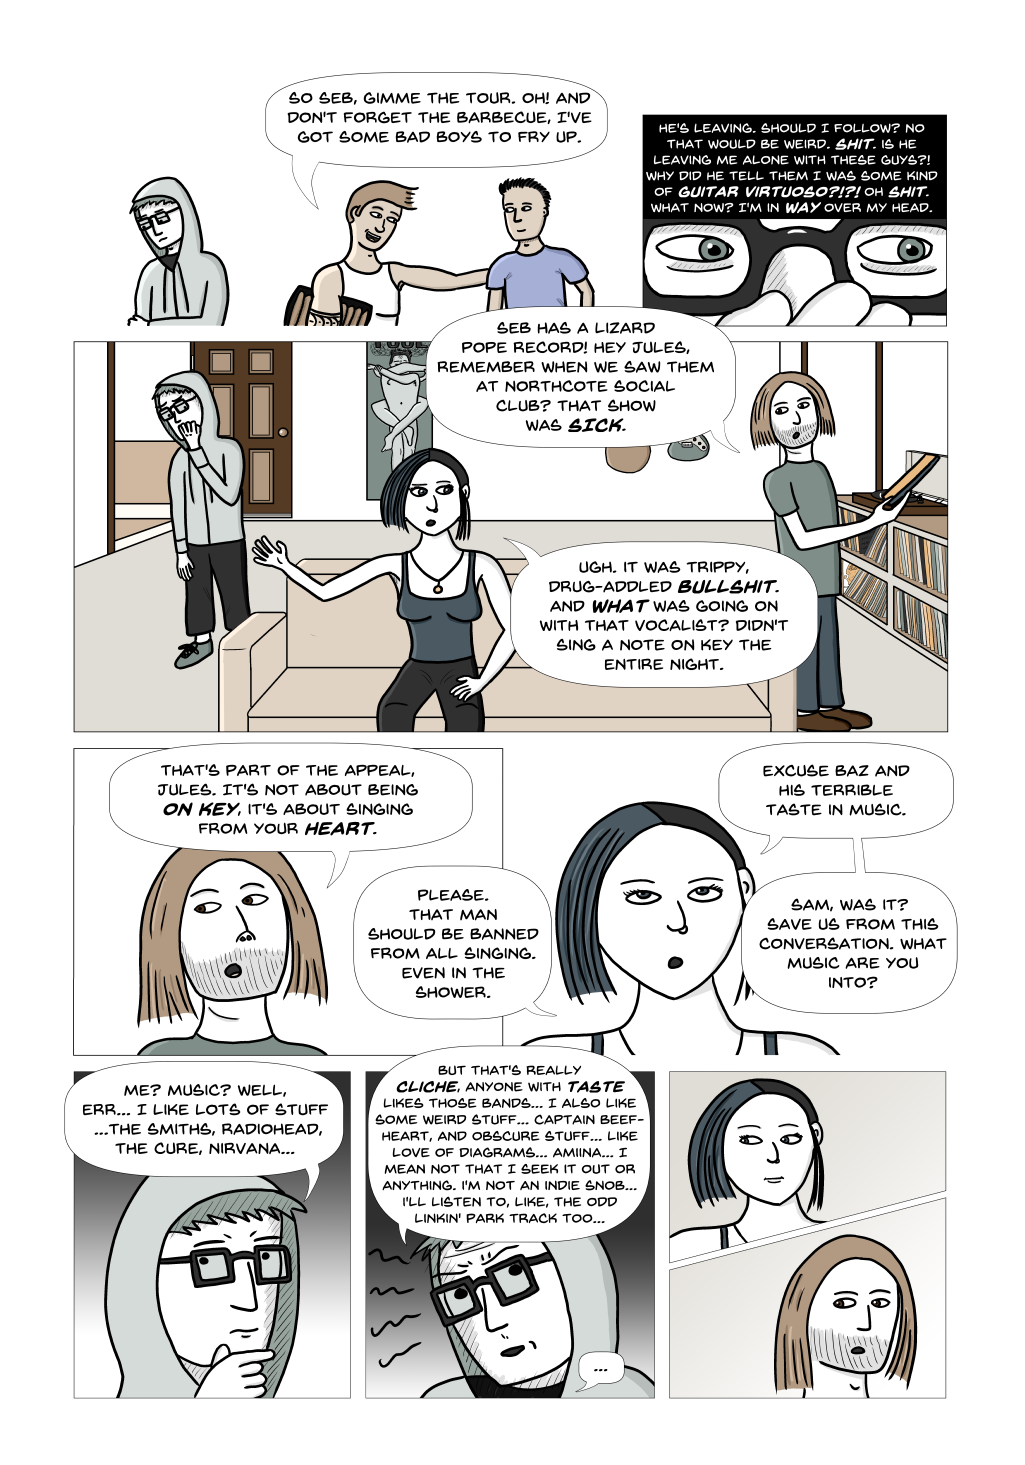 SO SEB, GIMME THE TOUR. OH! AND
DON'T FORGET THE BARBECUE, I'VE
GOT SOME BAD BOYS TO FRY UP.
HE'S LEAVING. SHOULD I FOLLOW? NO
THAT WOULD BE WEIRD. SHIT. IS HE
LEAVING ME ALONE WITH THESE GUYS?!
WHY DID HE TELL THEM I WAS SOME KIND
OF GUITAR VIRTUOSO?!?! OH SHIT.
WHAT NOW? I'M IN WAY OVER MY HEAD.
SEB HAS A LIZARD
POPE RECORD! HEY JULES,
REMEMBER WHEN WE SAW THEM
AT NORTHCOTE SOCIAL
CLUB? THAT SHOW
WAS SICK.
UGH. IT WAS TRIPPY,
DRUG-ADDLED BULLSHIT.
AND WHAT WAS GOING ON
WITH THAT VOCALIST? DIDN'T
SING A NOTE ON KEY THE
ENTIRE NIGHT.
THAT'S PART OF THE APPEAL,
JULES. IT'S NOT ABOUT BEING
ON KEY, IT'S ABOUT SINGING
FROM YOUR HEART.
PLEASE.
THAT MAN
SHOULD BE BANNED
FROM ALL SINGING.
EVEN IN THE
SHOWER.
EXCUSE BAZ AND
HIS TERRIBLE
TASTE IN MUSIC.
SAM, WAS IT?
SAVE US FROM THIS
CONVERSATION. WHAT
MUSIC ARE YOU
INTO?
ME? MUSIC? WELL,
ERR... I LIKE LOTS OF STUFF
...THE SMITHS, RADIOHEAD,
THE CURE, NIRVANA...
BUT THAT'S REALLY
CLICHE, ANYONE WITH TASTE
LIKES THOSE BANDS... I ALSO LIKE
SOME WEIRD STUFF... CAPTAIN BEEF-
HEART, AND OBSCURE STUFF... LIKE
LOVE OF DIAGRAMS... AMIINA... I
MEAN NOT THAT I SEEK IT OUT OR
ANYTHING. I'M NOT AN INDIE SNOB...
I'LL LISTEN TO, LIKE, THE ODD
LINKIN' PARK TRACK TOO...
...